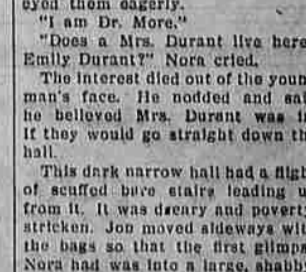 eyed them eagerly.
"I am Dr. More."
"Does a Mrs. Durant live here
Emily Durant?" Nora cried.
The interest died out of the youn
man's face. He nodded and sai
he believed Mrs. Durant was i
If they would go straight down th
hall.
This dark narrow hall had a fligh
of scuffed bare stairs leading u
from it. It was dreary and povert
stricken. Jon moved sideways wit
the bags so that the first glimps
Nora had was into a large, shabb